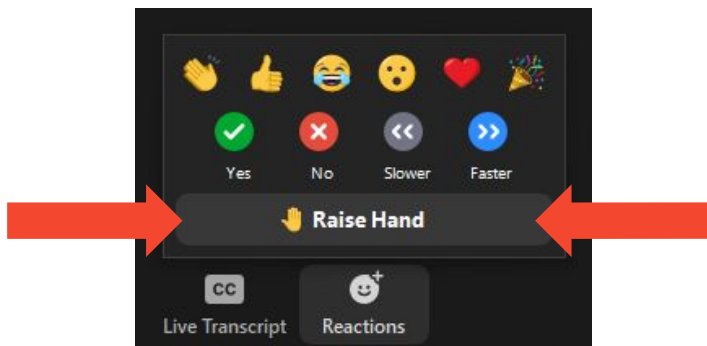 Yes No Slower Faster
Raise Hand
CC
Live Transcript Reactions